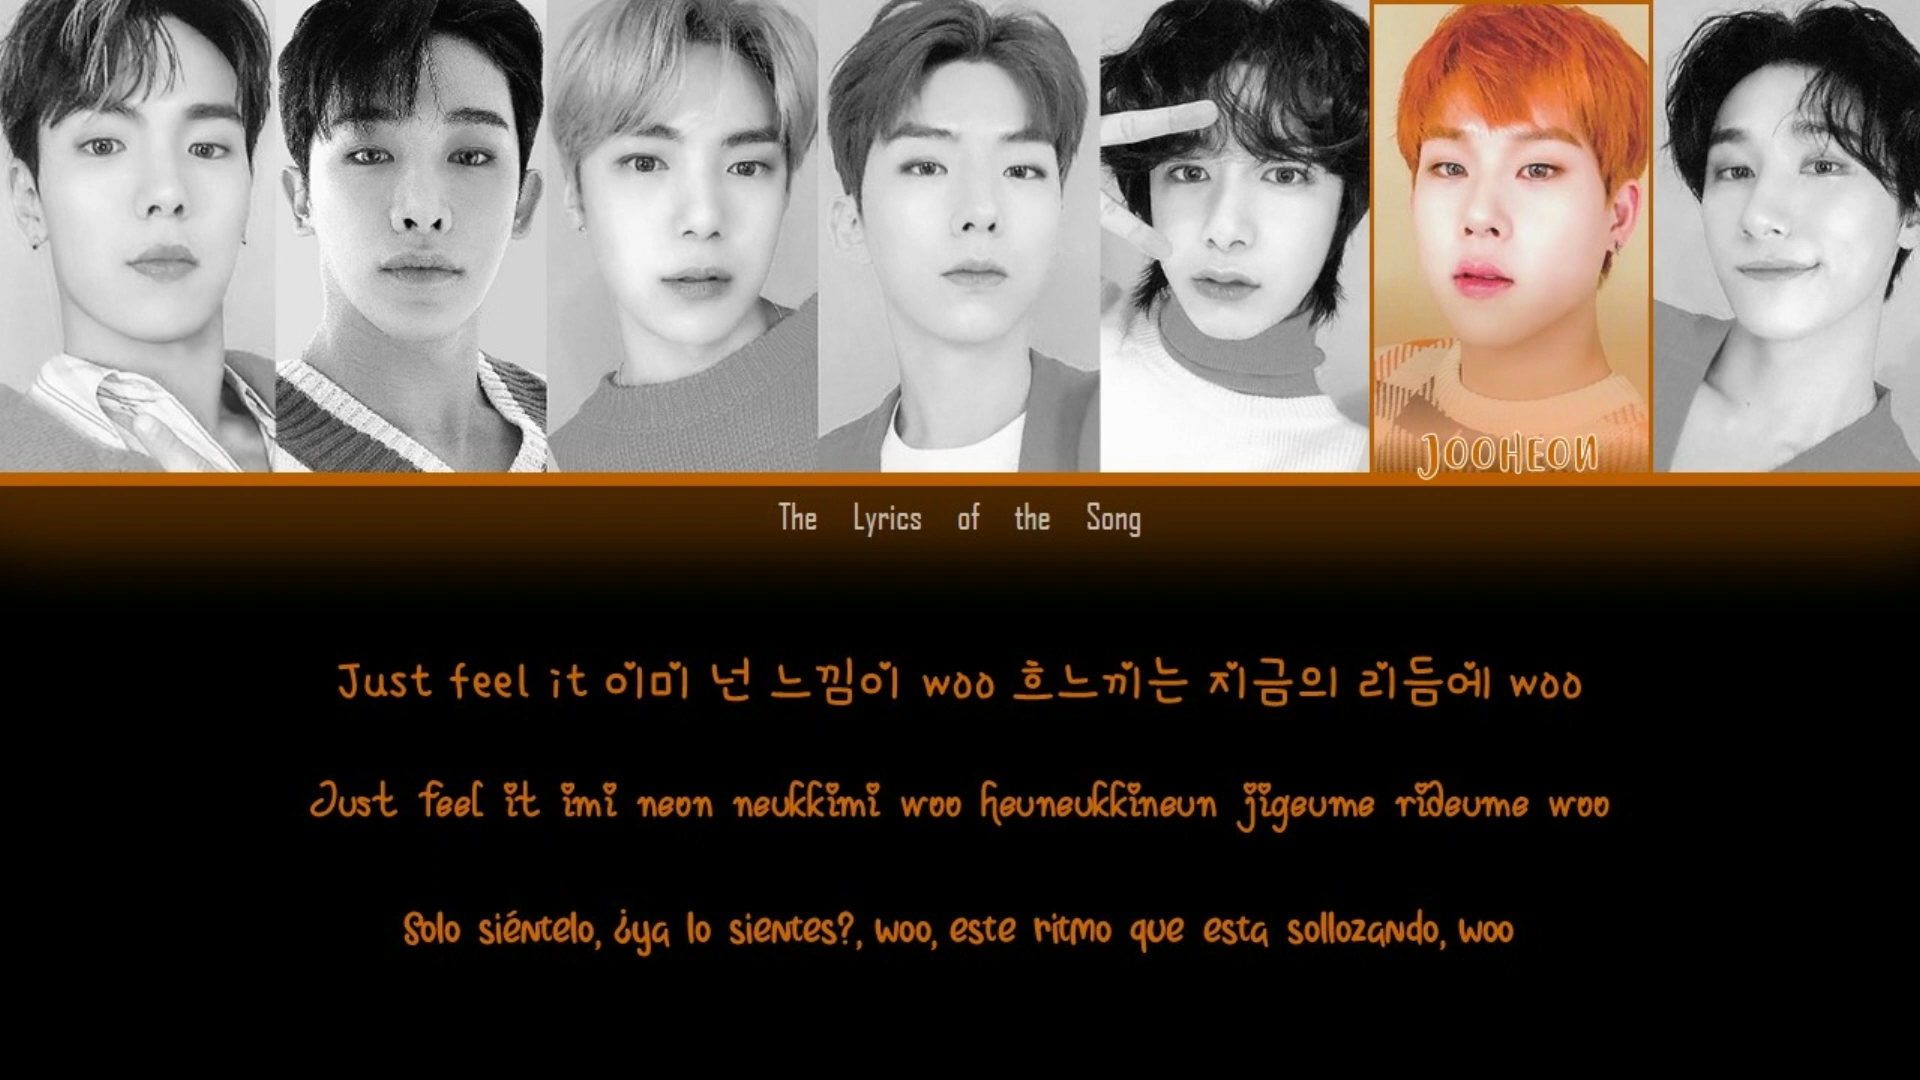 JOOHEON
The Lyrics of the Song
Just feel it 이미 넌 느낌이 woo 흐느끼는 지금의 리듬에 woo
Just feel it imi neon neukkimi woo heuneukkineun jigeume rideume woo
Solo siéntelo, ¿ya lo sientes?, woo, este ritmo que esta sollozando, woo